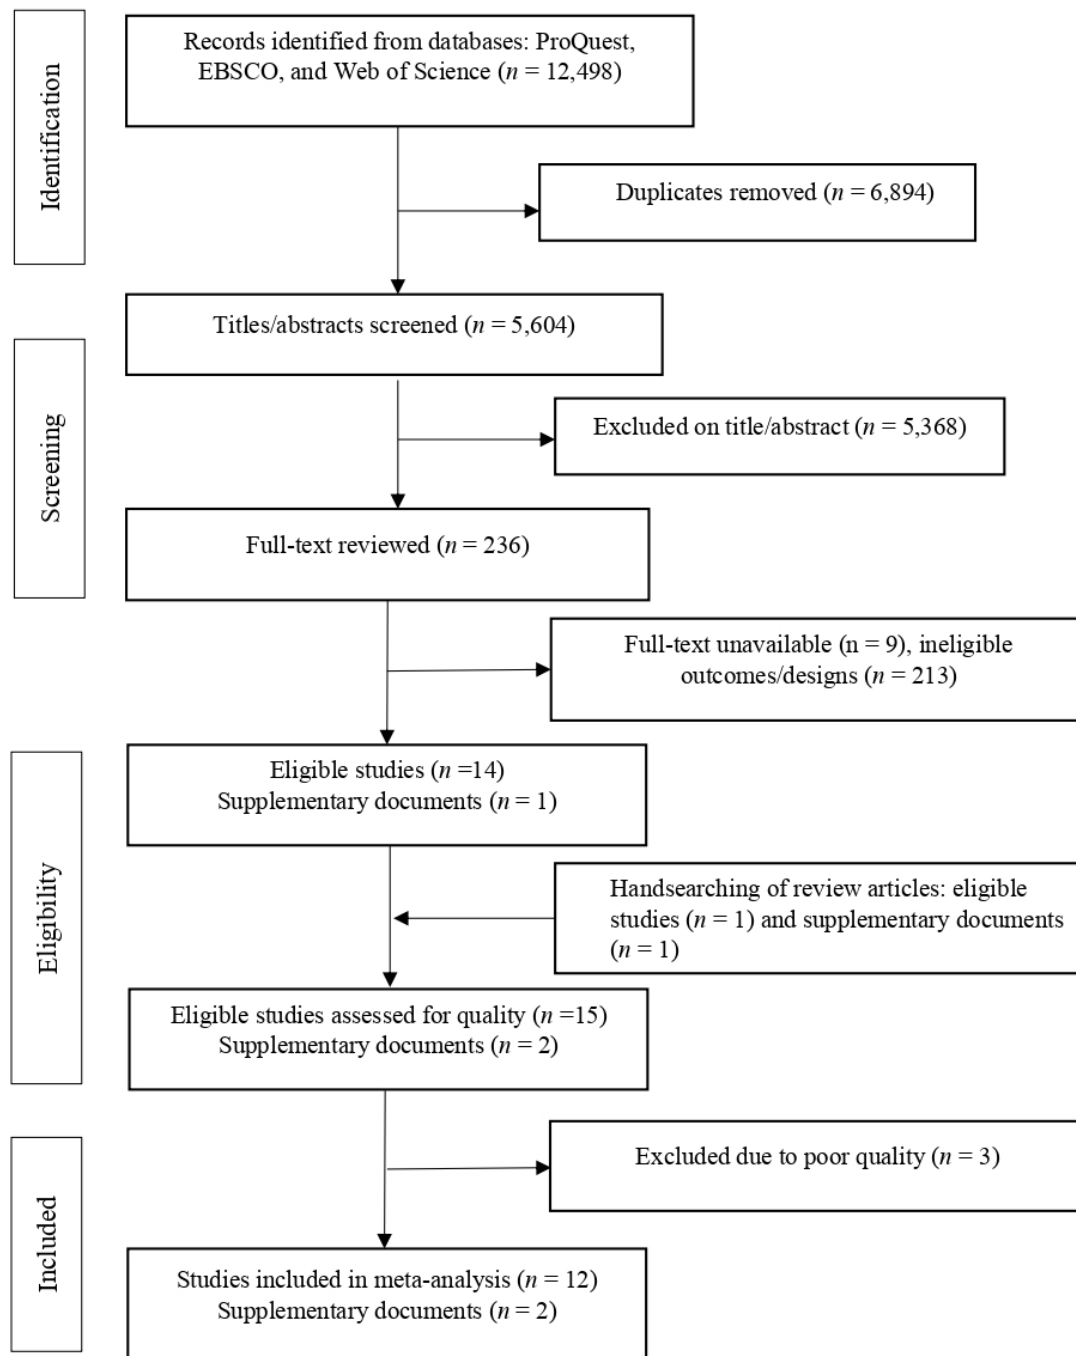 Identification
Records identified from databases: ProQuest,
EBSCO, and Web of Science (n = 12,498)
Duplicates removed (n = 6,894)
Screening
Titles/abstracts screened (n = 5,604)
Excluded on title/abstract (n = 5,368)
Full-text reviewed (n = 236)
Full-text unavailable (n = 9), ineligible
outcomes/designs (n = 213)
Eligibility
Eligible studies (n =14)
Supplementary documents (n = 1)
Handsearching of review articles: eligible
studies (n = 1) and supplementary documents
(n = 1)
Eligible studies assessed for quality (n =15)
Supplementary documents (n = 2)
Included
Excluded due to poor quality (n = 3)
Studies included in meta-analysis (n = 12)
Supplementary documents (n = 2)